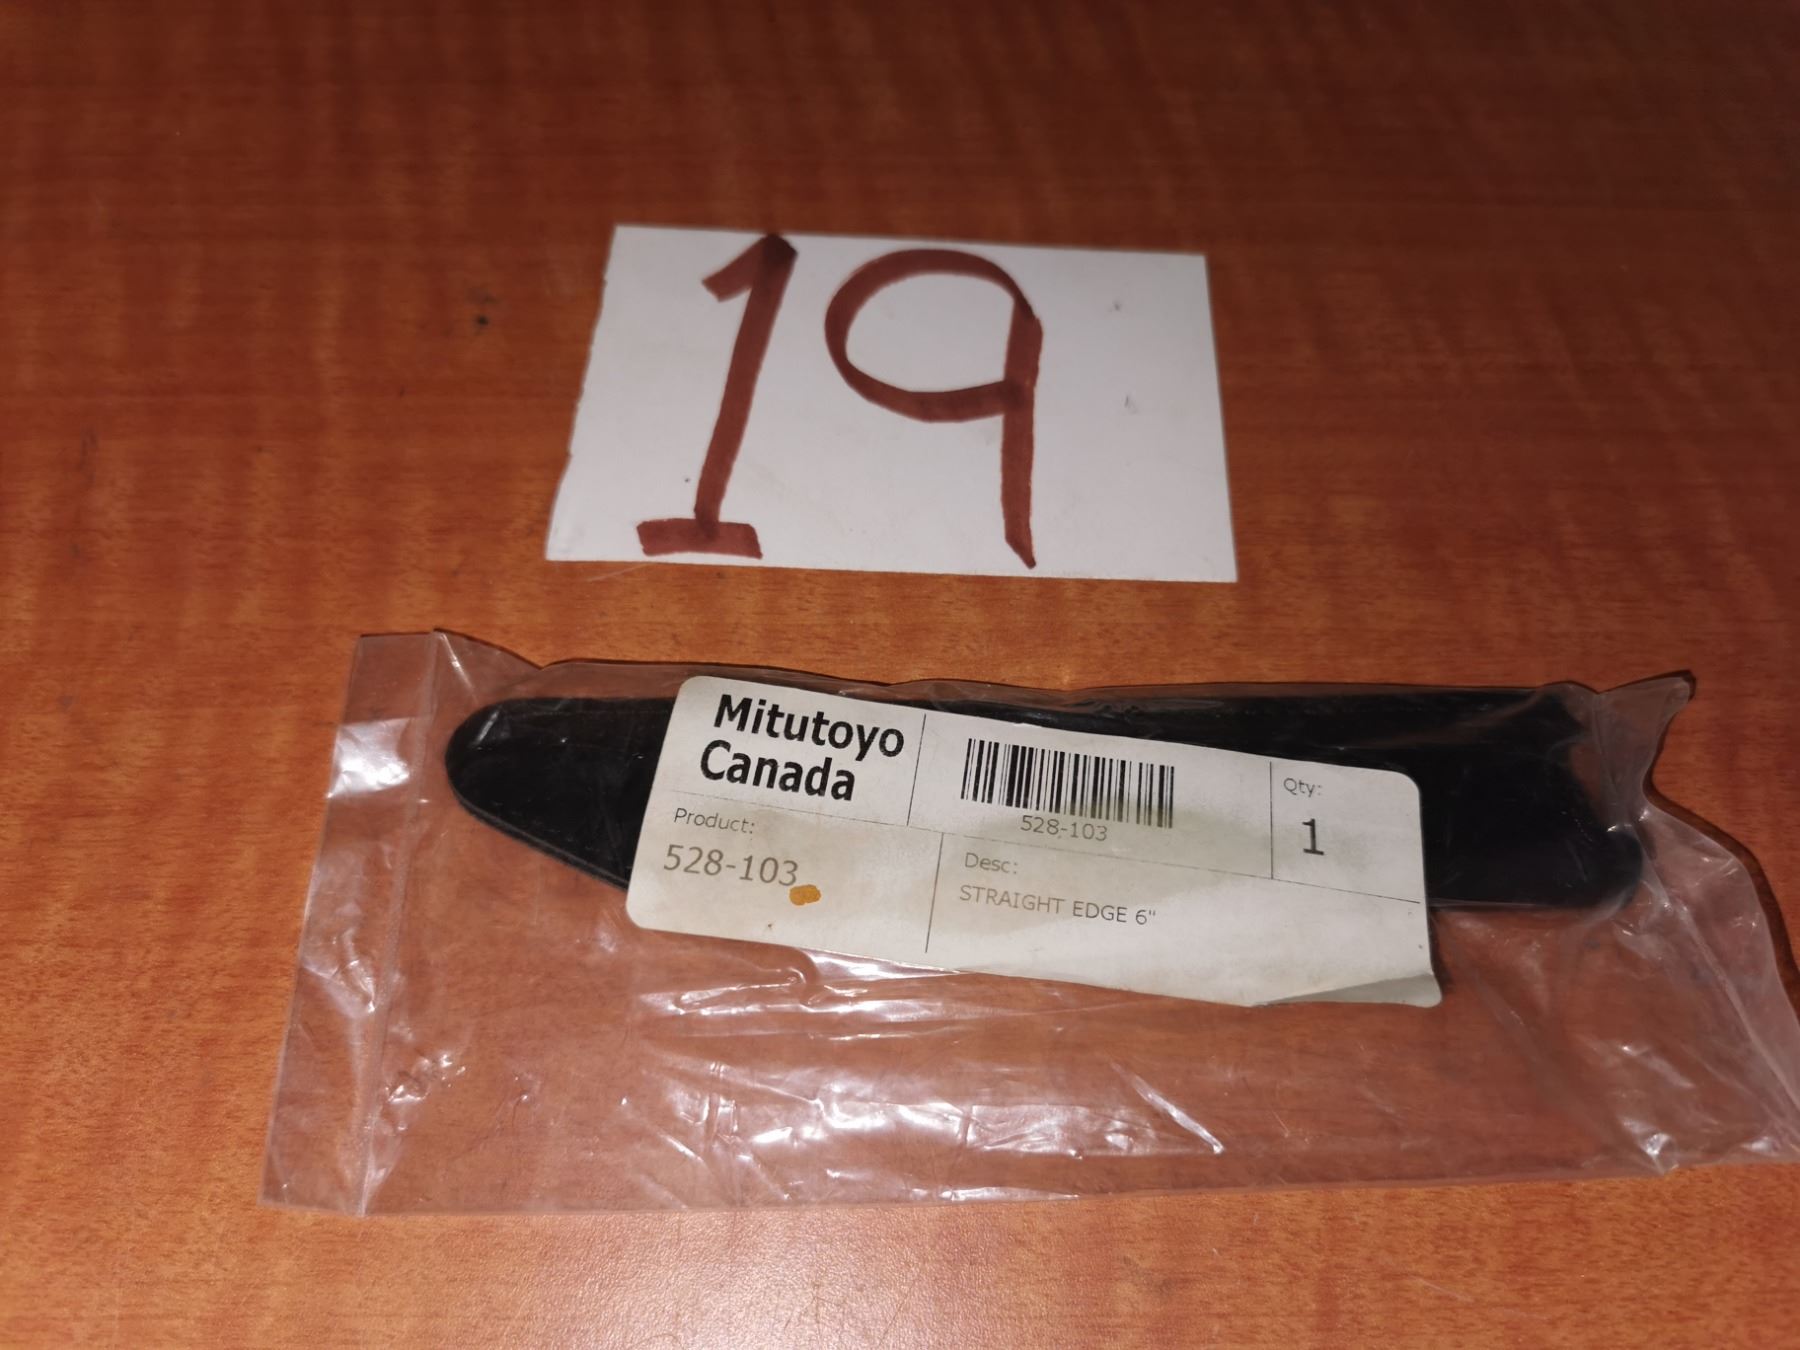 19
Mitutoyo
Canada
528-103
Qty:
1
Product:
528-103
Desc:
STRAIGHT EDGE 6"